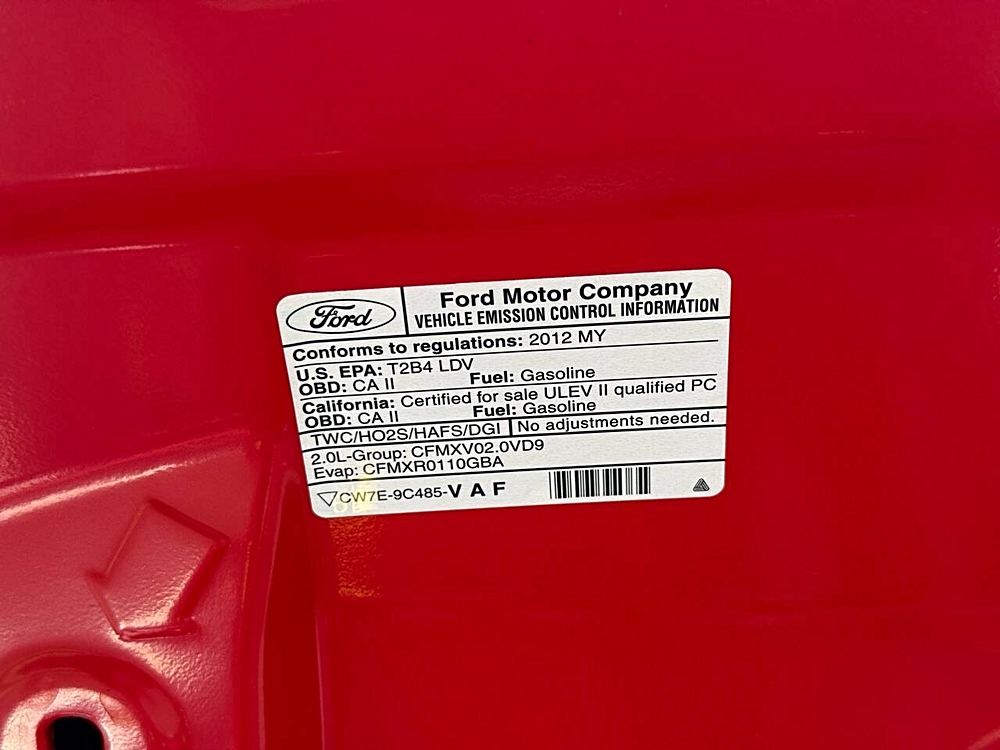 Ford
Ford Motor Company
VEHICLE EMISSION CONTROL INFORMATION
Conforms to regulations: 2012 MY
U.S. EPA: T2B4 LDV
OBD: CA II Fuel: Gasoline
California: Certified for sale ULEV II qualified PC
OBD: CA II Fuel: Gasoline
TWC/HO2S/HAFS/DGI No adjustments needed.
2.0L-Group: CFMXV02.0VD9
Evap: CFMXR0110GBA
CW7E-9C485-V A F